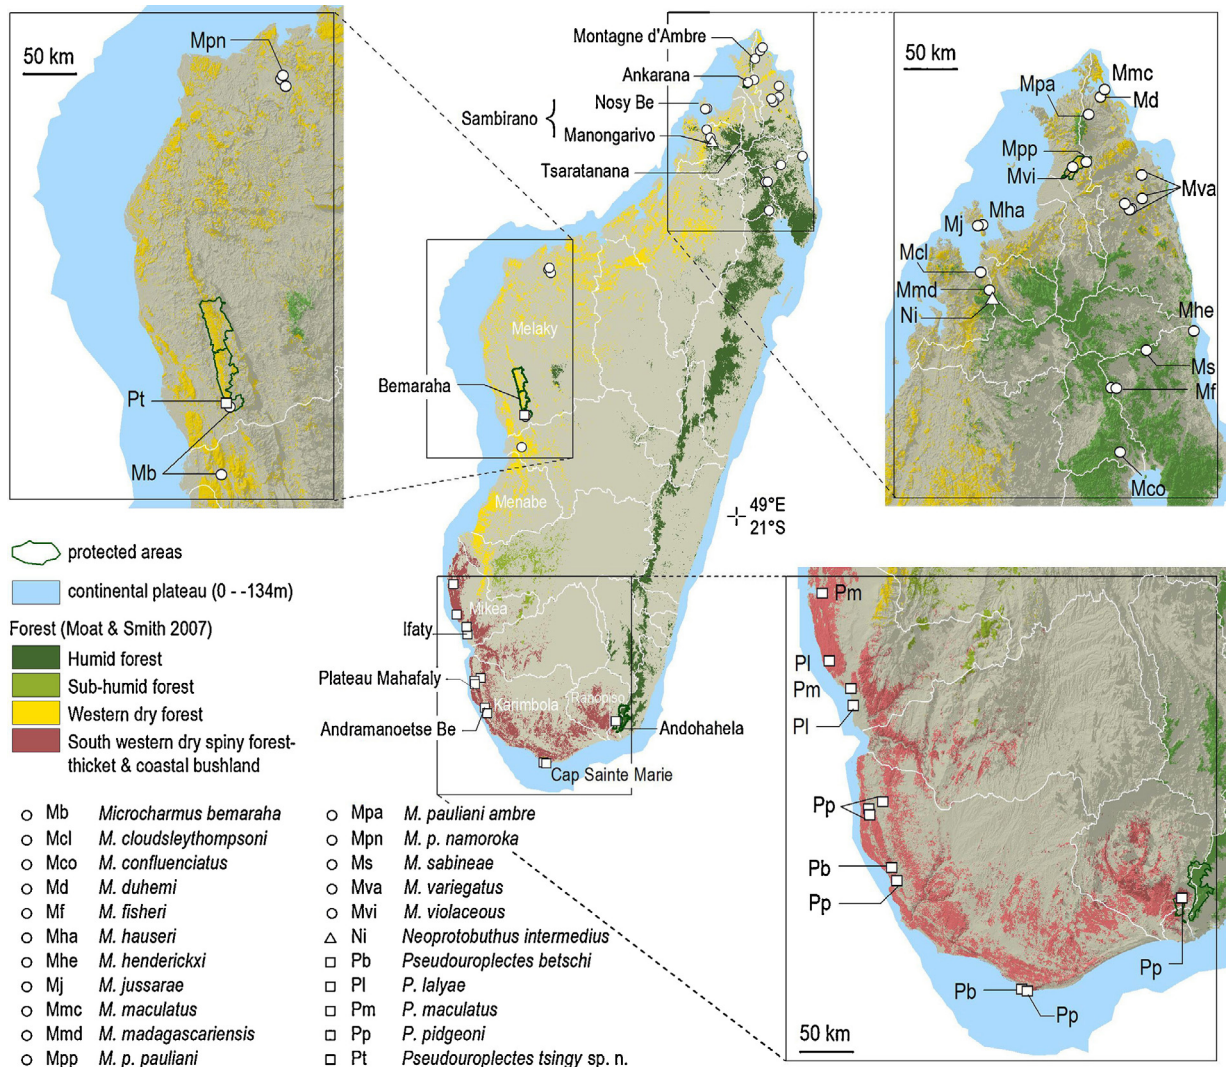 50 km
Mpn
Pt
Mb
Montagne d'Ambre
Ankarana
Nosy Be
Sambirano
Manongarivo
Tsaratanana
Melaky
Bemaraha
Menabe
49°E
21°S
Mikea
Ifaty
Plateau Mahafaly
Karimbola
Ranopiso
Andramanoetse Be
Andohahela
Cap Sainte Marie
50 km
Mmc
Mpa
Md
Mpp
Mvi
Mva
Mha
Mj
Mcl
Mmd
Ni
Mhe
Ms
Mf
Mco
Pm
Pl
Pm
Pl
Pp
Pb
Pp
Pp
Pb
Pp
50 km
protected areas
continental plateau (0 - -134m)
Forest (Moat & Smith 2007)
Humid forest
Sub-humid forest
Western dry forest
South western dry spiny forest-
thicket & coastal bushland
Mb Microcharmus bemaraha
Mcl M. cloudsleythompsoni
Mco M. confluenciatus
Md M. duhemi
Mf M. fisheri
Mha M. hauseri
Mhe M. henderickxi
Mj M. jussarae
Mmc M. maculatus
Mmd M. madagascariensis
Mpp M. p. pauliani
Mpa M. pauliani ambre
Mpn M. p. namoroka
Ms M. sabineae
Mva M. variegatus
Mvi M. violaceous
Ni Neoprotobuthus intermedius
Pb Pseudouroplectes betschi
Pl P. lalyae
Pm P. maculatus
Pp P. pidgeoni
Pt Pseudouroplectes tsingy sp. n.